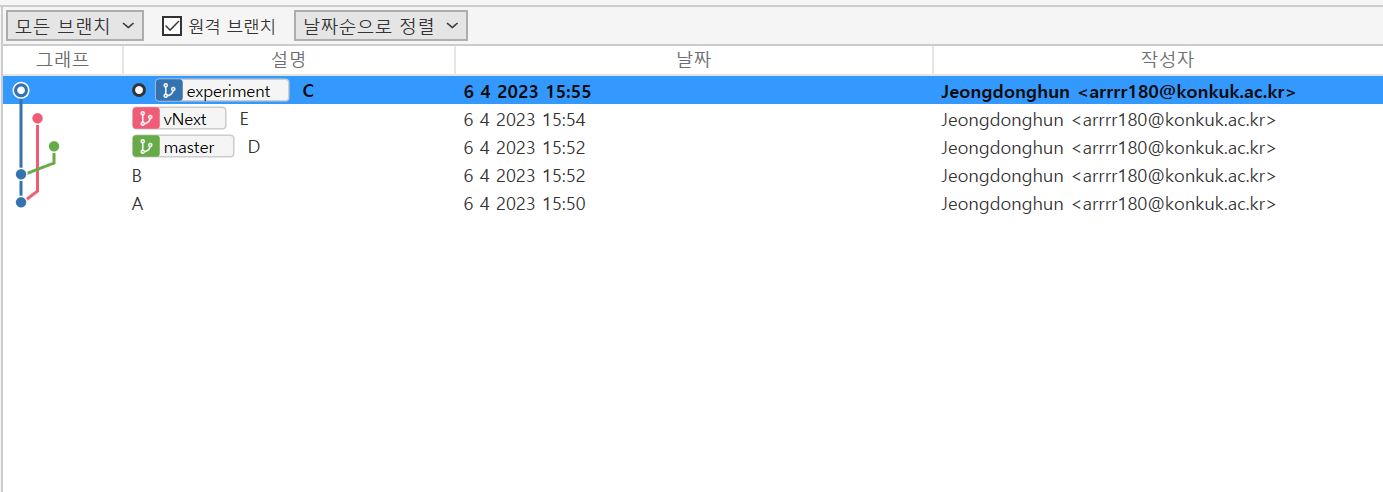 모든 브랜치 원격 브랜치 날짜순으로 정렬
그래프 설명 날짜 작성자
experiment C 6 4 2023 15:55 Jeongdonghun <arrrr180@konkuk.ac.kr>
vNext E 6 4 2023 15:54 Jeongdonghun <arrrr180@konkuk.ac.kr>
master D 6 4 2023 15:52 Jeongdonghun <arrrr180@konkuk.ac.kr>
B 6 4 2023 15:52 Jeongdonghun <arrrr180@konkuk.ac.kr>
A 6 4 2023 15:50 Jeongdonghun <arrrr180@konkuk.ac.kr>